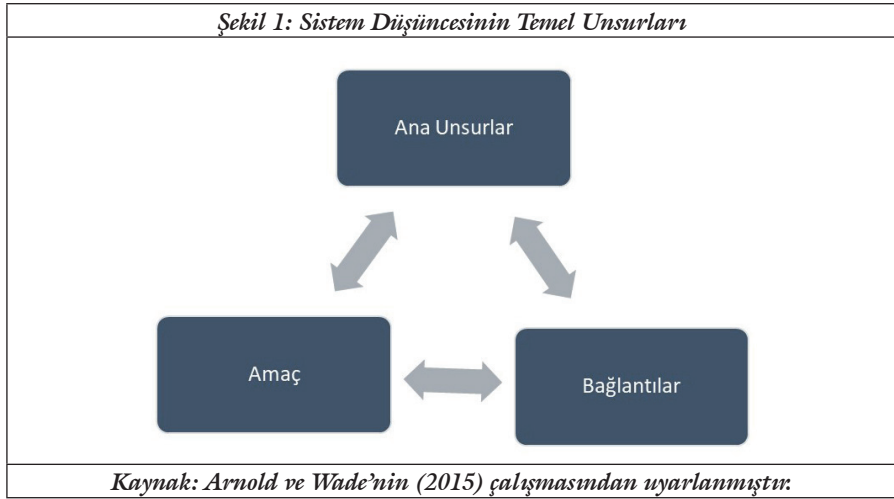 Şekil 1: Sistem Düşüncesinin Temel Unsurları
Ana Unsurlar
Amaç
Bağlantılar
Kaynak: Arnold ve Wade’nin (2015) çalışmasından uyarlanmıştır.